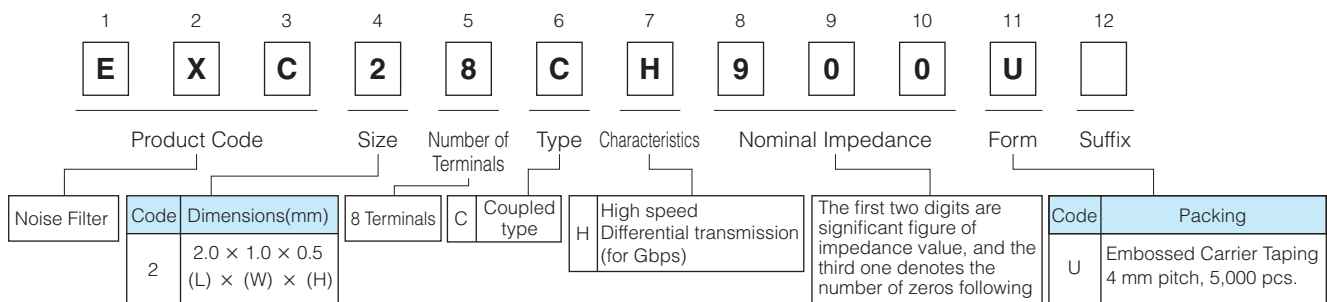 1 2 3 4 5 6 7 8 9 10 11 12
E X C 2 8 C H 9 0 0 U
Product Code
Size
Number of
Terminals
Type
Characteristics
Nominal Impedance
Form
Suffix
Noise Filter
Code Dimensions(mm)
2
2.0 × 1.0 × 0.5
(L) × (W) × (H)
8 Terminals
C
Coupled
type
H
High speed
Differential transmission
(for Gbps)
The first two digits are
significant figure of
impedance value, and the
third one denotes the
number of zeros following
Code Packing
U
Embossed Carrier Taping
4 mm pitch, 5,000 pcs.